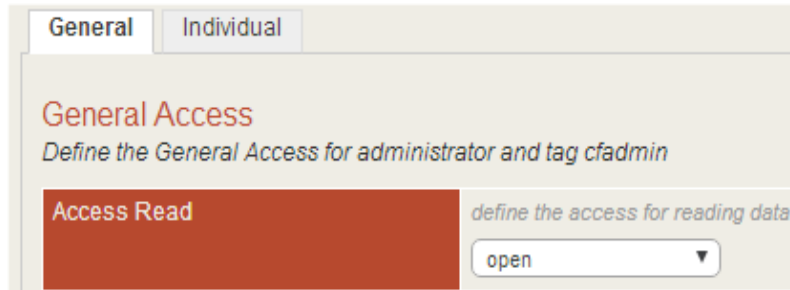 General Individual
General Access
Define the General Access for administrator and tag cfadmin
Access Read define the access for reading data
open